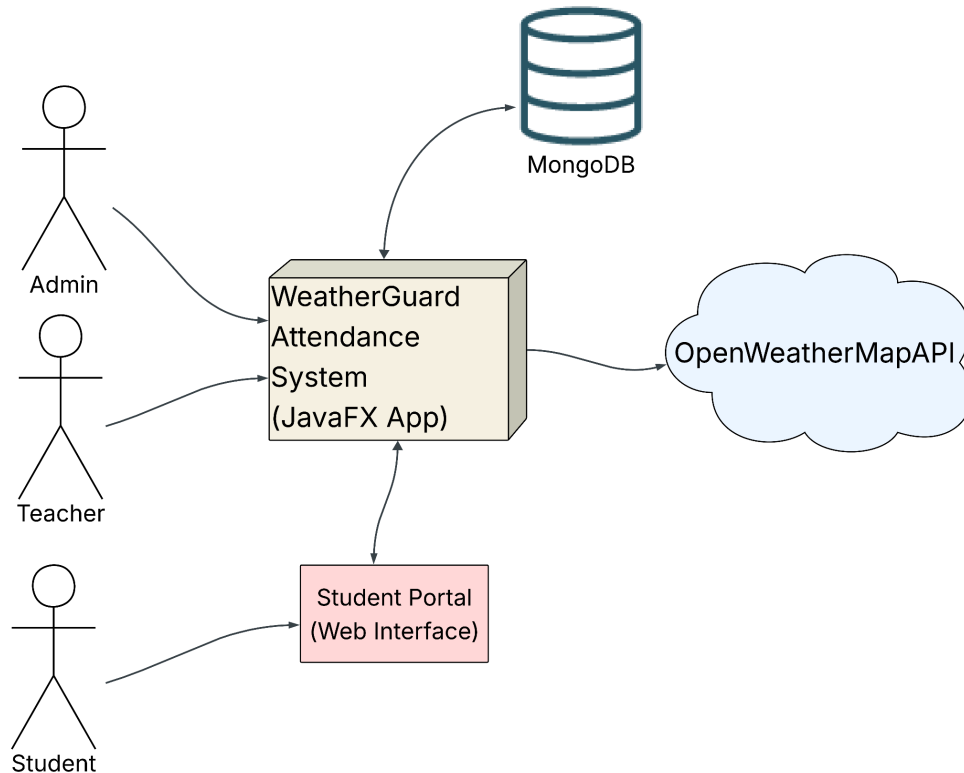 MongoDB
Admin
WeatherGuard
Attendance
System
(JavaFX App)
OpenWeatherMapAPI
Teacher
Student Portal
(Web Interface)
Student